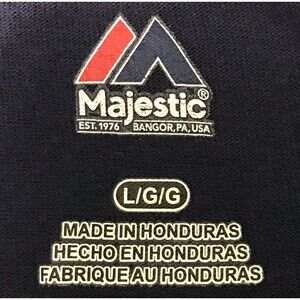 Majestic®
EST. 1976 BANGOR, PA, USA
L/G/G
MADE IN HONDURAS
HECHO EN HONDURAS
FABRIQUE AU HONDURAS